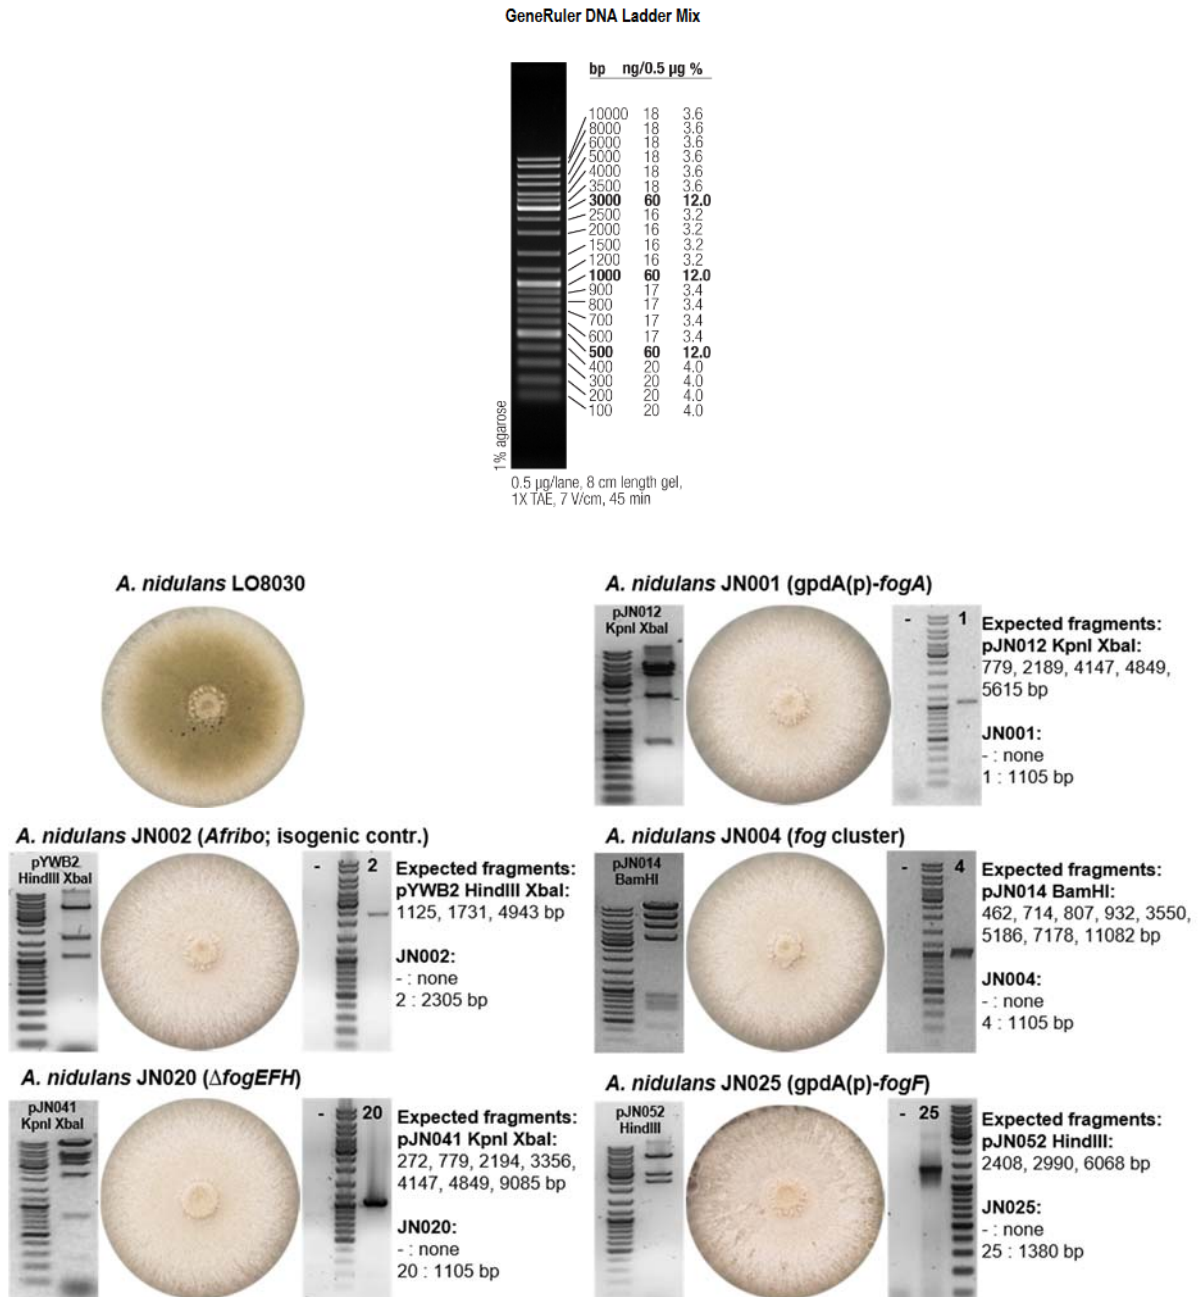 GeneRuler DNA Ladder Mix
bp ng/0.5 µg %
10000 18 3.6
8000 18 3.6
6000 18 3.6
5000 18 3.6
4000 18 3.6
3500 18 3.6
3000 60 12.0
2500 16 3.2
2000 16 3.2
1500 16 3.2
1200 16 3.2
1000 60 12.0
900 17 3.4
800 17 3.4
700 17 3.4
600 17 3.4
500 60 12.0
400 20 4.0
300 20 4.0
200 20 4.0
100 20 4.0
1% agarose
0.5 µg/lane, 8 cm length gel,
1X TAE, 7 V/cm, 45 min
A. nidulans LO8030
A. nidulans JN001 (gpdA(p)-fogA)
pJN012
KpnI XbaI
- 1
Expected fragments:
pJN012 KpnI XbaI:
779, 2189, 4147, 4849,
5615 bp
JN001:
- : none
1 : 1105 bp
A. nidulans JN002 (Afribo; isogenic contr.)
pYWB2
HindIII XbaI
- 2
Expected fragments:
pYWB2 HindIII XbaI:
1125, 1731, 4943 bp
JN002:
- : none
2 : 2305 bp
A. nidulans JN004 (fog cluster)
pJN014
BamHI
- 4
Expected fragments:
pJN014 BamHI:
462, 714, 807, 932, 3550,
5186, 7178, 11082 bp
JN004:
- : none
4 : 1105 bp
A. nidulans JN020 (ΔfogEFH)
pJN041
KpnI XbaI
- 20
Expected fragments:
pJN041 KpnI XbaI:
272, 779, 2194, 3356,
4147, 4849, 9085 bp
JN020:
- : none
20 : 1105 bp
A. nidulans JN025 (gpdA(p)-fogF)
pJN052
HindIII
- 25
Expected fragments:
pJN052 HindIII:
2408, 2990, 6068 bp
JN025:
- : none
25 : 1380 bp